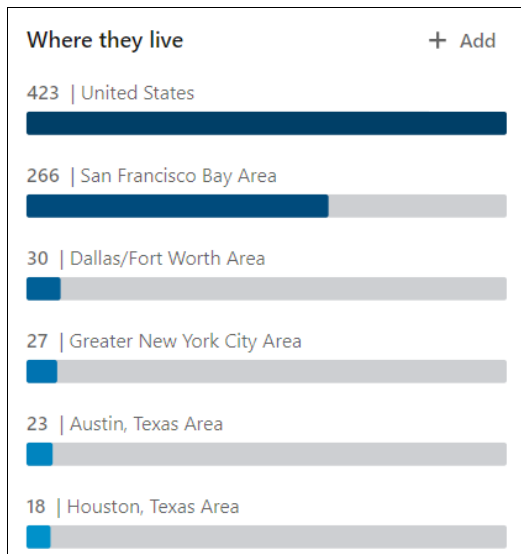 Where they live + Add
423 | United States
266 | San Francisco Bay Area
30 | Dallas/Fort Worth Area
27 | Greater New York City Area
23 | Austin, Texas Area
18 | Houston, Texas Area